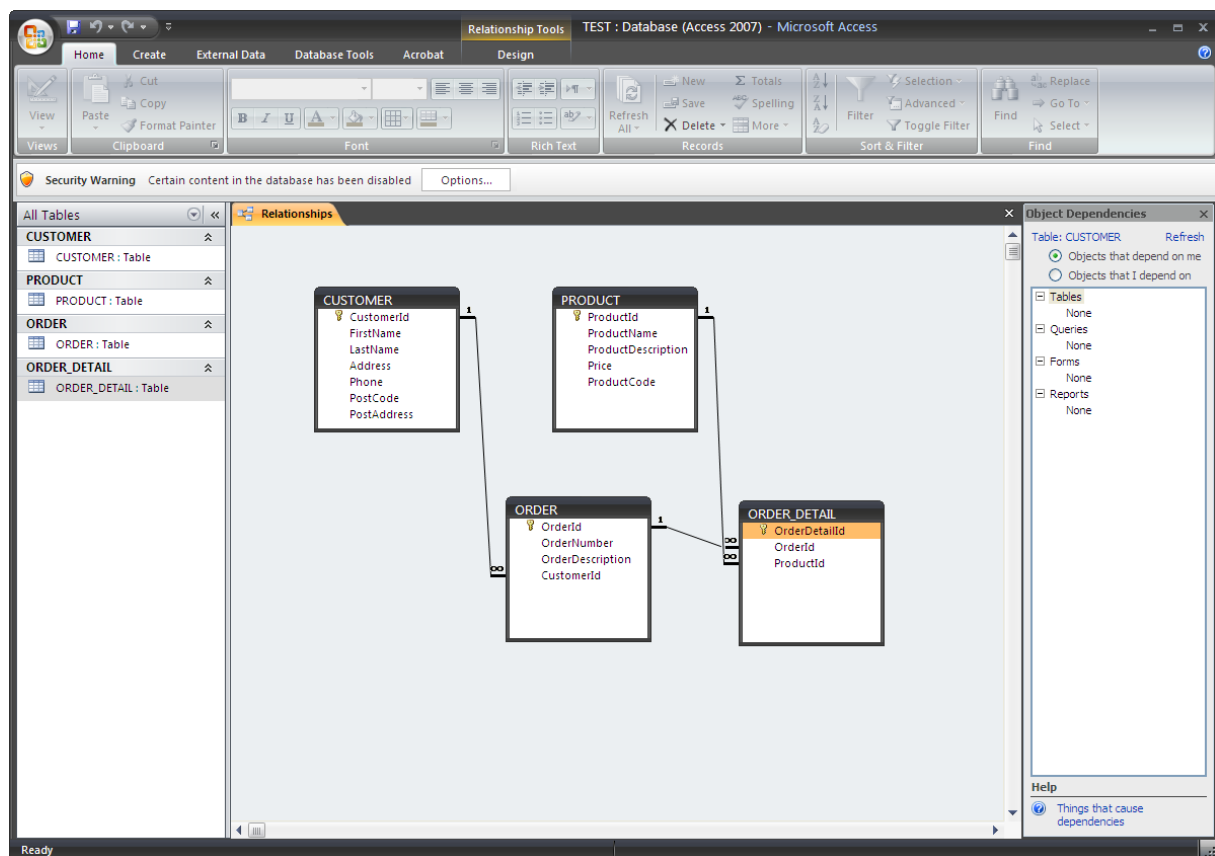 Relationship Tools TEST : Database (Access 2007) - Microsoft Access
Home Create External Data Database Tools Acrobat Design
View
Views
Paste
Cut
Copy
Format Painter
Clipboard
B I U A
Font
Rich Text
Refresh All
New
Save
Delete
Σ Totals
Spelling
More
Records
Filter
Selection
Advanced
Toggle Filter
Sort & Filter
Find
Replace
Go To
Select
Find
Security Warning Certain content in the database has been disabled Options...
All Tables «
CUSTOMER
CUSTOMER : Table
PRODUCT
PRODUCT : Table
ORDER
ORDER : Table
ORDER_DETAIL
ORDER_DETAIL : Table
Relationships
CUSTOMER
CustomerId
FirstName
LastName
Address
Phone
PostCode
PostAddress
1
PRODUCT
ProductId
ProductName
ProductDescription
Price
ProductCode
1
ORDER
OrderId
OrderNumber
OrderDescription
CustomerId
∞
1
ORDER_DETAIL
OrderDetailId
OrderId
ProductId
∞
∞
Object Dependencies
Table: CUSTOMER Refresh
Objects that depend on me
Objects that I depend on
Tables
None
Queries
None
Forms
None
Reports
None
Help
Things that cause
dependencies
Ready